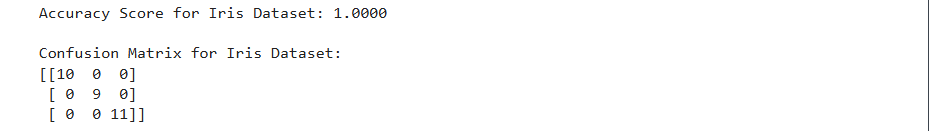 Accuracy Score for Iris Dataset: 1.0000
Confusion Matrix for Iris Dataset:
[[10  0  0]
 [ 0  9  0]
 [ 0  0 11]]